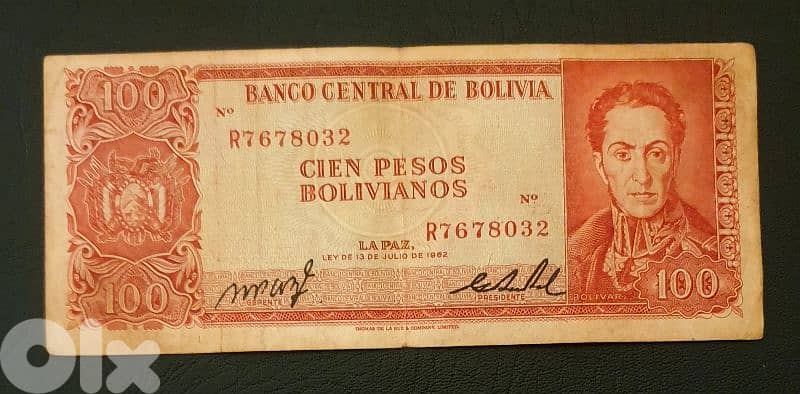 100
BANCO CENTRAL DE BOLIVIA
Nº
R7678032
CIEN PESOS
BOLIVIANOS
Nº
R7678032
LA PAZ,
LEY DE 13 DE JULIO DE 1962
100
GERENTE
PRESIDENTE
BOLIVAR
100
THOMAS DE LA RUE & COMPANY, LIMITED.
OLX